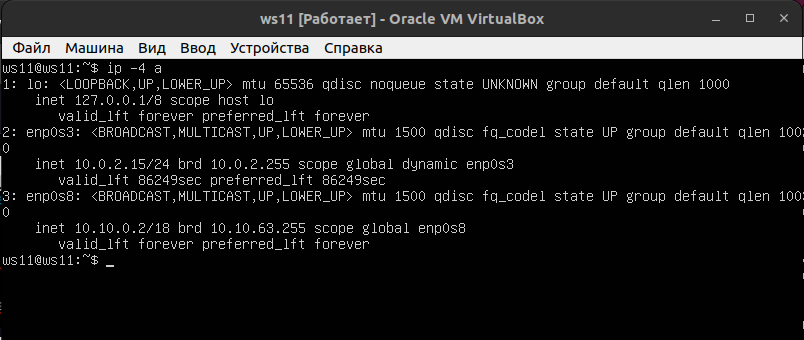 ws11 [Работает] - Oracle VM VirtualBox
Файл Машина Вид Ввод Устройства Справка
ws11@ws11:~$ ip -4 a
1: lo: <LOOPBACK,UP,LOWER_UP> mtu 65536 qdisc noqueue state UNKNOWN group default qlen 1000
    inet 127.0.0.1/8 scope host lo
       valid_lft forever preferred_lft forever
2: enp0s3: <BROADCAST,MULTICAST,UP,LOWER_UP> mtu 1500 qdisc fq_codel state UP group default qlen 100
0
    inet 10.0.2.15/24 brd 10.0.2.255 scope global dynamic enp0s3
       valid_lft 86249sec preferred_lft 86249sec
3: enp0s8: <BROADCAST,MULTICAST,UP,LOWER_UP> mtu 1500 qdisc fq_codel state UP group default qlen 100
0
    inet 10.10.0.2/18 brd 10.10.63.255 scope global enp0s8
       valid_lft forever preferred_lft forever
ws11@ws11:~$ _